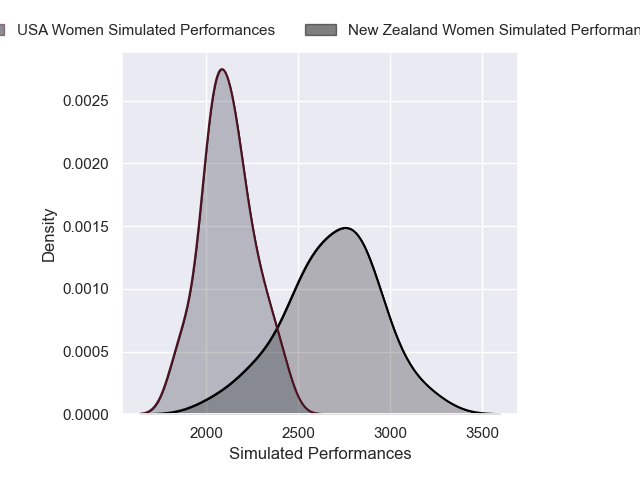 USA Women Simulated Performances
New Zealand Women Simulated
0.0025
0.0020
0.0015
0.0010
0.0005
0.0000
Density
2000 2500 3000 3500
Simulated Performances